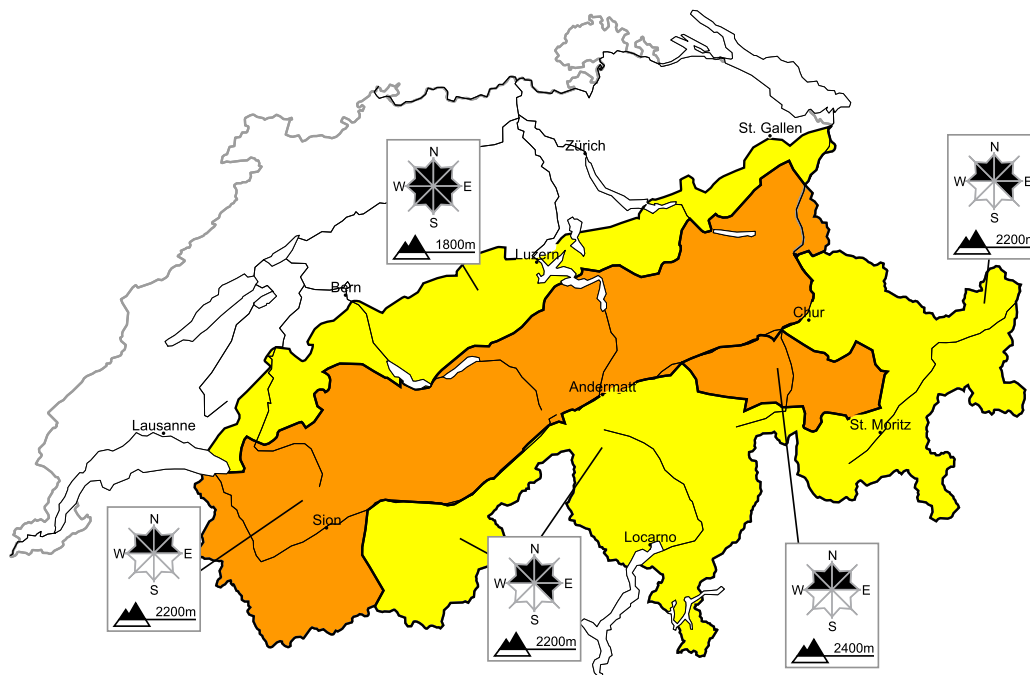 St. Gallen
Zürich
N
W E
S
1800m
N
W E
S
2200m
Luzern
Bern
Chur
Andermatt
Lausanne
St. Moritz
Sion
Locarno
N
W E
S
2200m
N
W E
S
2200m
N
W E
S
2400m